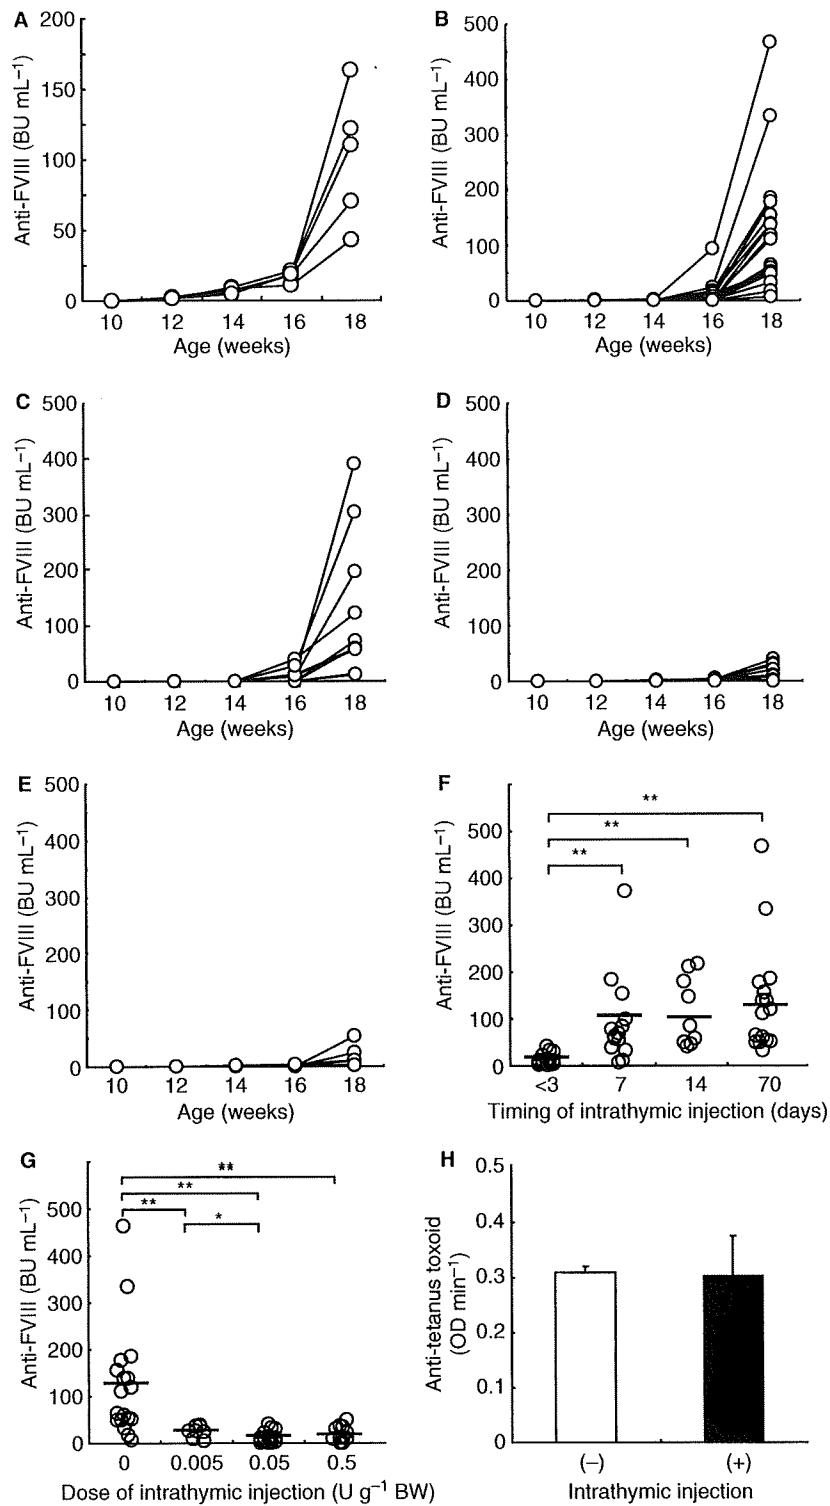 A
Anti-FVIII (BU mL⁻¹)
200
150
100
50
0
10 12 14 16 18
Age (weeks)
B
Anti-FVIII (BU mL⁻¹)
500
400
300
200
100
0
10 12 14 16 18
Age (weeks)
C
Anti-FVIII (BU mL⁻¹)
500
400
300
200
100
0
10 12 14 16 18
Age (weeks)
D
Anti-FVIII (BU mL⁻¹)
500
400
300
200
100
0
10 12 14 16 18
Age (weeks)
E
Anti-FVIII (BU mL⁻¹)
500
400
300
200
100
0
10 12 14 16 18
Age (weeks)
F
Anti-FVIII (BU mL⁻¹)
**
**
**
500
400
300
200
100
0
<3 7 14 70
Timing of intrathymic injection (days)
G
Anti-FVIII (BU mL⁻¹)
**
**
**
*
500
400
300
200
100
0
0 0.005 0.05 0.5
Dose of intrathymic injection (U g⁻¹ BW)
H
Anti-tetanus toxoid
(OD min⁻¹)
0.5
0.4
0.3
0.2
0.1
0
(−) (+)
Intrathymic injection